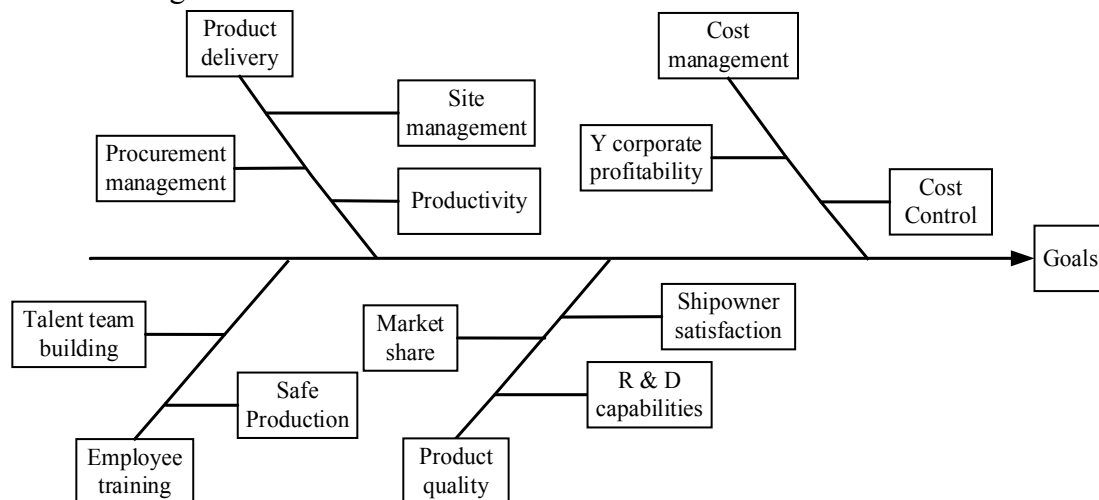 Product
delivery
Cost
management
Site
management
Procurement
management
Y corporate
profitability
Productivity
Cost
Control
Goals
Talent team
building
Market
share
Shipowner
satisfaction
Safe
Production
R & D
capabilities
Employee
training
Product
quality